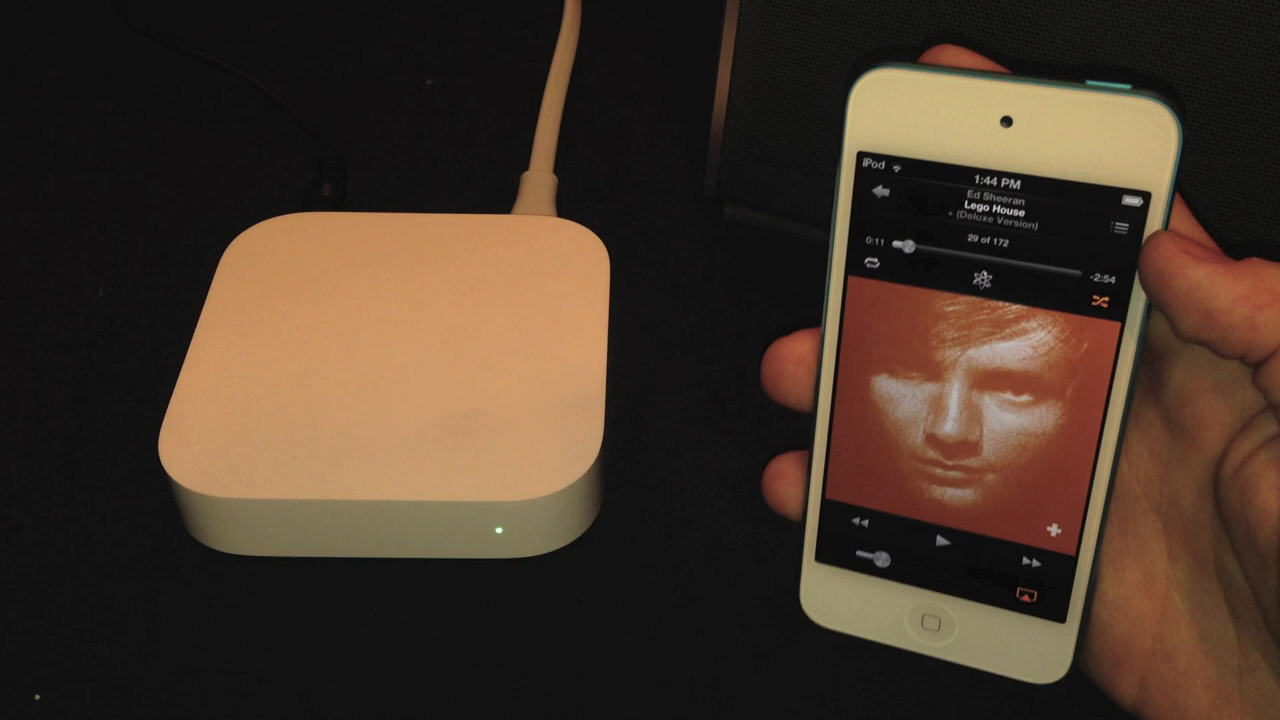 iPod
1:44 PM
Ed Sheeran
Lego House
+ (Deluxe Version)
29 of 172
0:11
-2:54